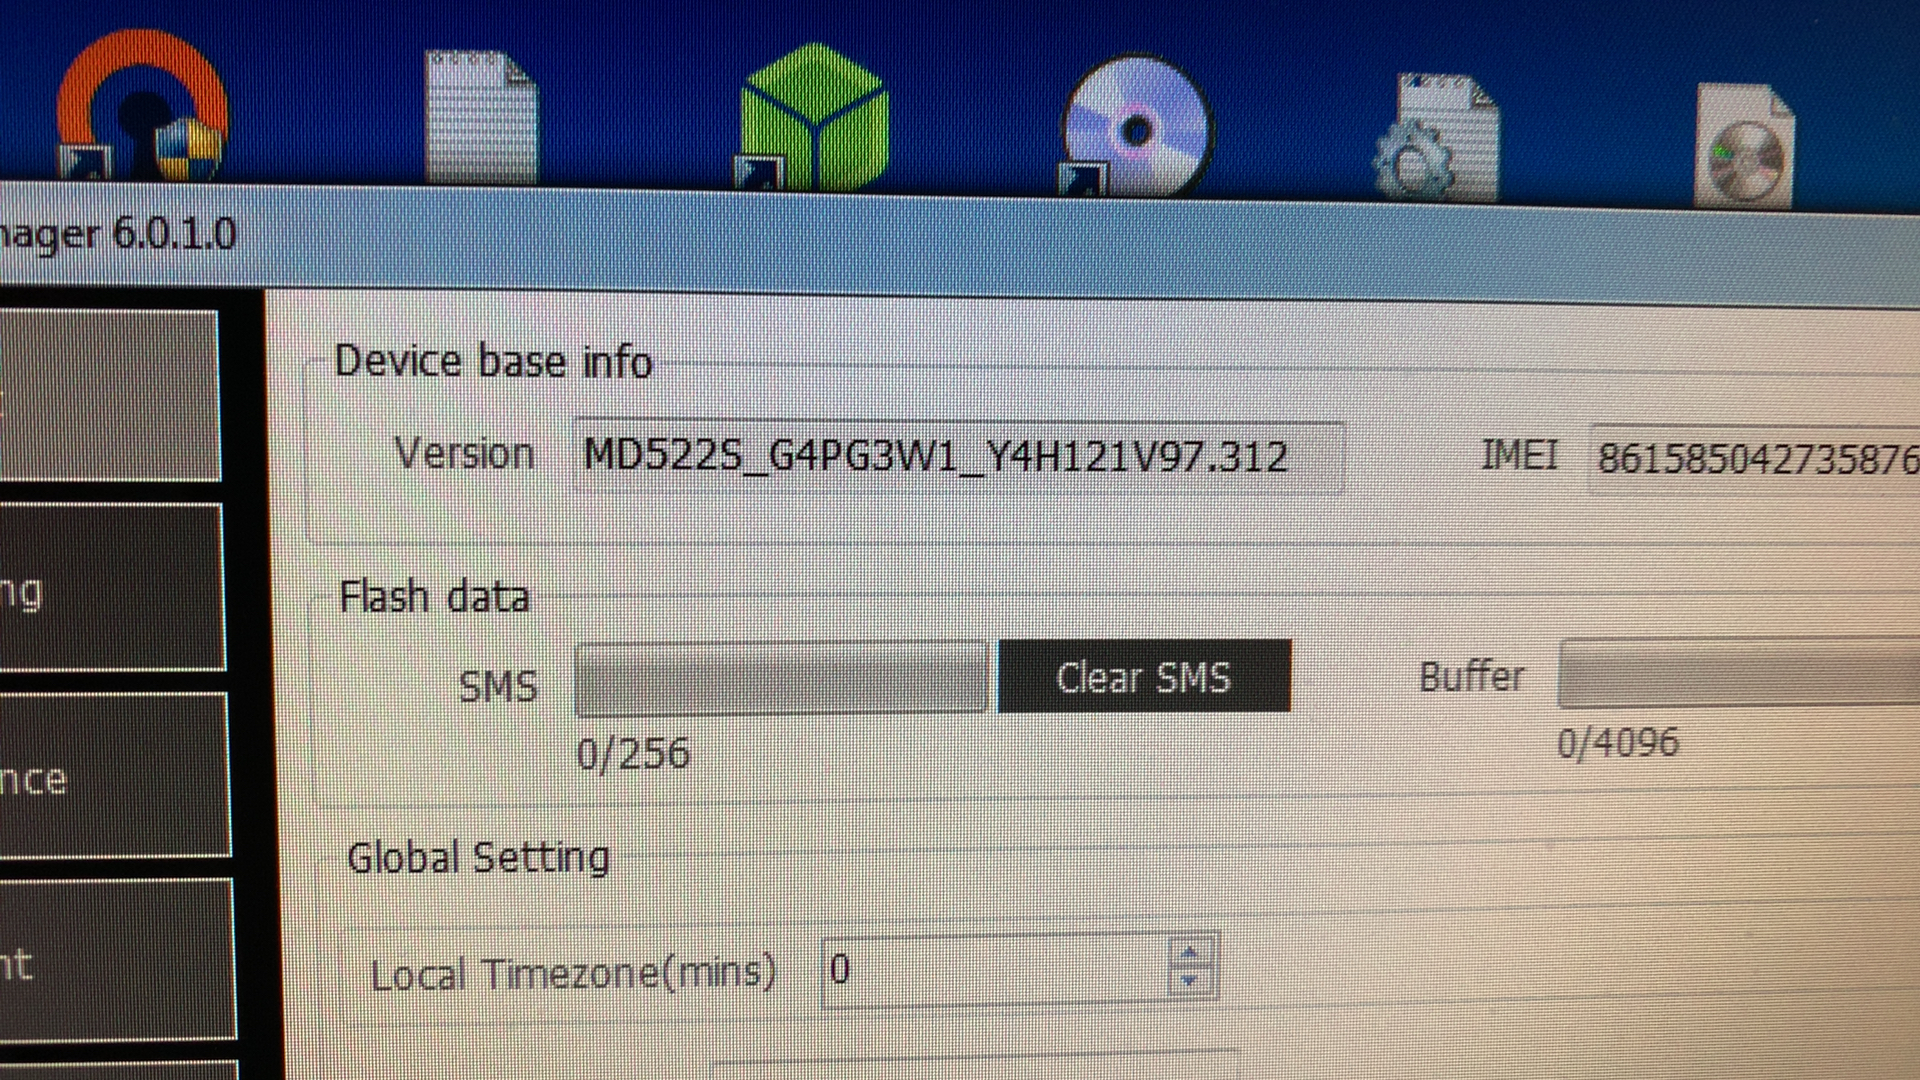 nager 6.0.1.0
Device base info
Version MD522S_G4PG3W1_Y4H121V97.312 IMEI 861585042735876
Flash data
SMS Clear SMS Buffer
0/256 0/4096
Global Setting
Local Timezone(mins) 0
ng
nce
nt